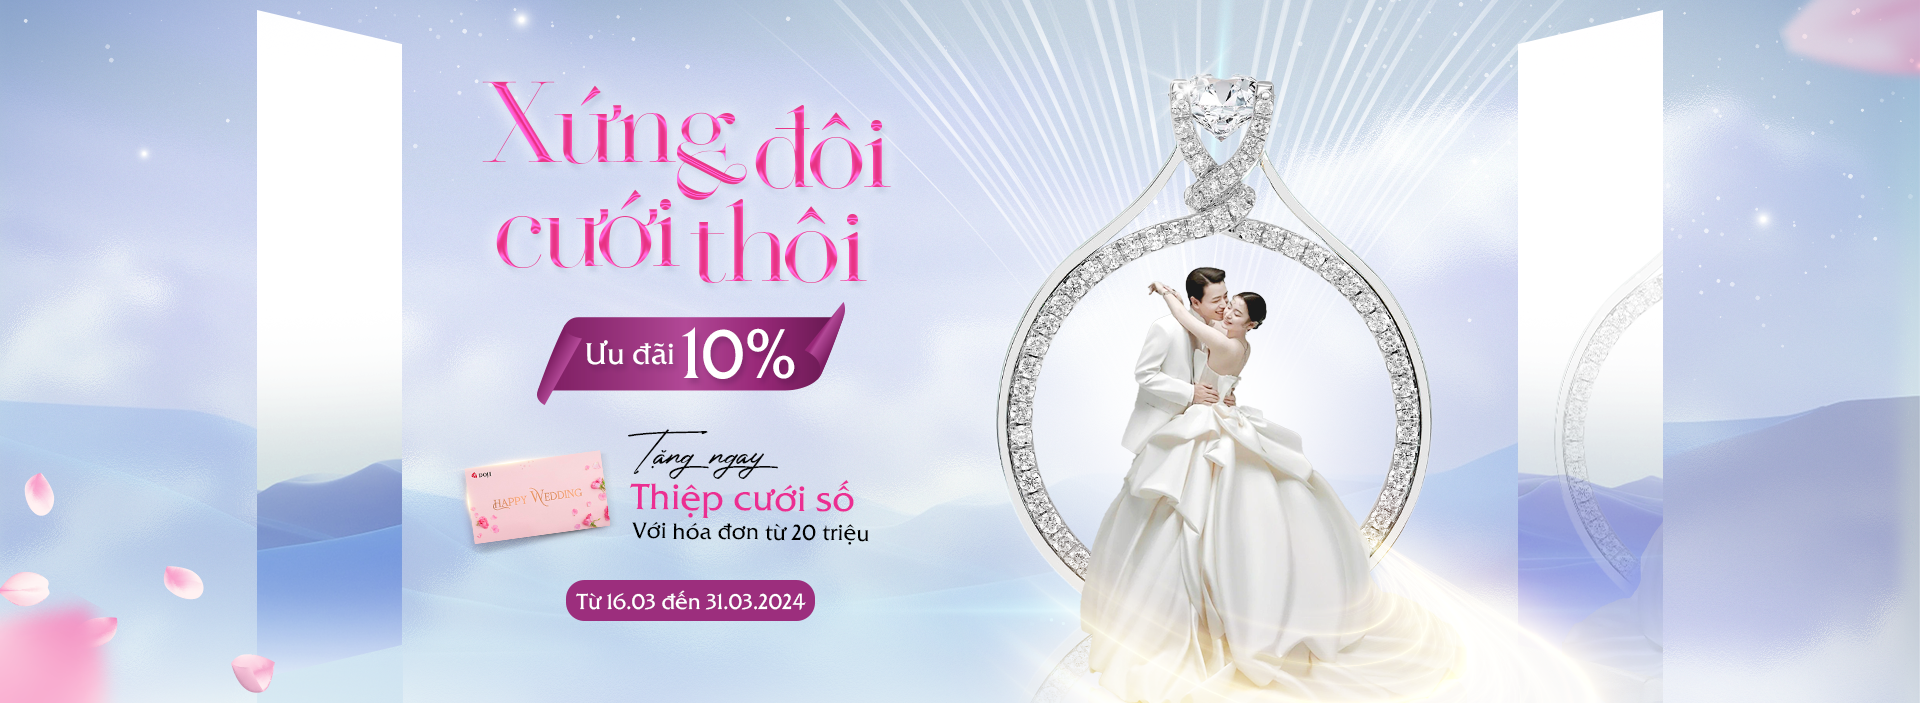 Xứng đôi
cưới thôi
Ưu đãi 10%
Tặng ngay
Thiệp cưới số
Với hóa đơn từ 20 triệu
DOJI
HAPPY WEDDING
Từ 16.03 đến 31.03.2024